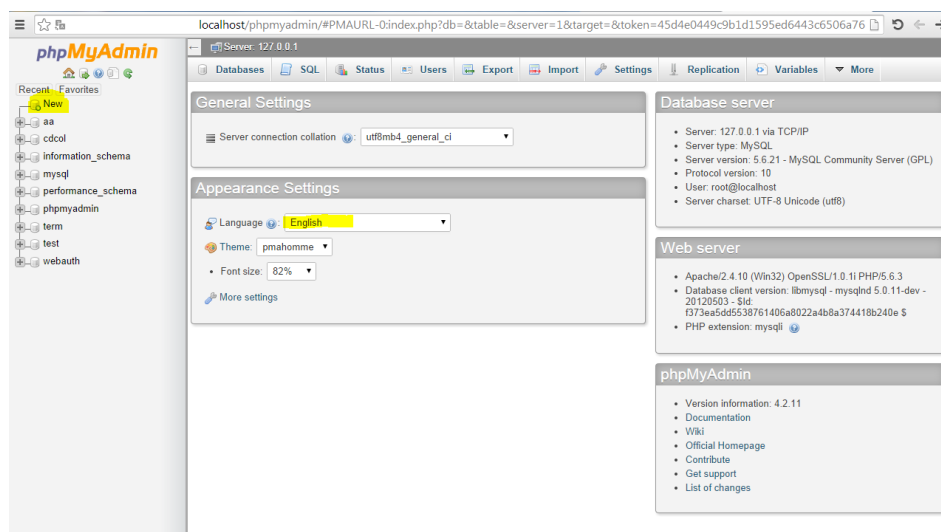 localhost/phpmyadmin/#PMAURL-0:index.php?db=&table=&server=1&target=&token=45d4e0449c9b1d1595ed6443c6506a76
phpMyAdmin
Recent Favorites
New
aa
cdcol
information_schema
mysql
performance_schema
phpmyadmin
term
test
webauth
Server: 127.0.0.1
Databases SQL Status Users Export Import Settings Replication Variables More
General Settings
Server connection collation : utf8mb4_general_ci
Appearance Settings
Language : English
Theme: pmahomme
• Font size: 82%
More settings
Database server
• Server: 127.0.0.1 via TCP/IP
• Server type: MySQL
• Server version: 5.6.21 - MySQL Community Server (GPL)
• Protocol version: 10
• User: root@localhost
• Server charset: UTF-8 Unicode (utf8)
Web server
• Apache/2.4.10 (Win32) OpenSSL/1.0.1i PHP/5.6.3
• Database client version: libmysql - mysqlnd 5.0.11-dev -
20120503 - $Id:
f373ea5dd5538761406a8022a4b8a374418b240e $
• PHP extension: mysqli
phpMyAdmin
• Version information: 4.2.11
• Documentation
• Wiki
• Official Homepage
• Contribute
• Get support
• List of changes